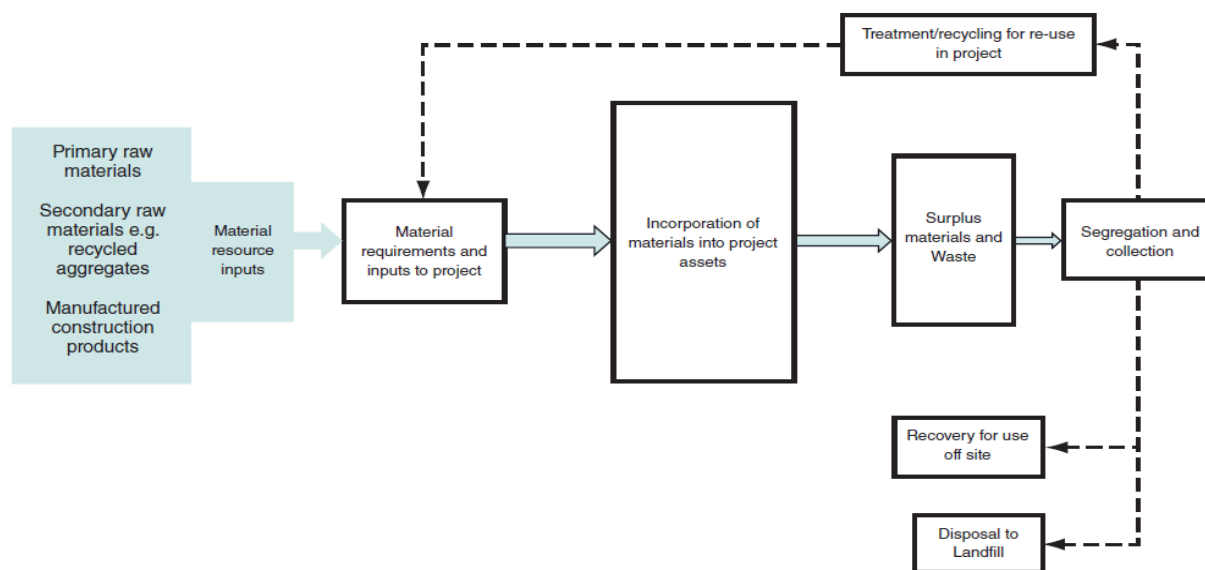 Treatment/recycling for re-use
in project
Primary raw
materials
Secondary raw
materials e.g.
recycled
aggregates
Manufactured
construction
products
Material
resource
inputs
Material
requirements and
inputs to project
Incorporation of
materials into project
assets
Surplus
materials and
Waste
Segregation and
collection
Recovery for use
off site
Disposal to
Landfill